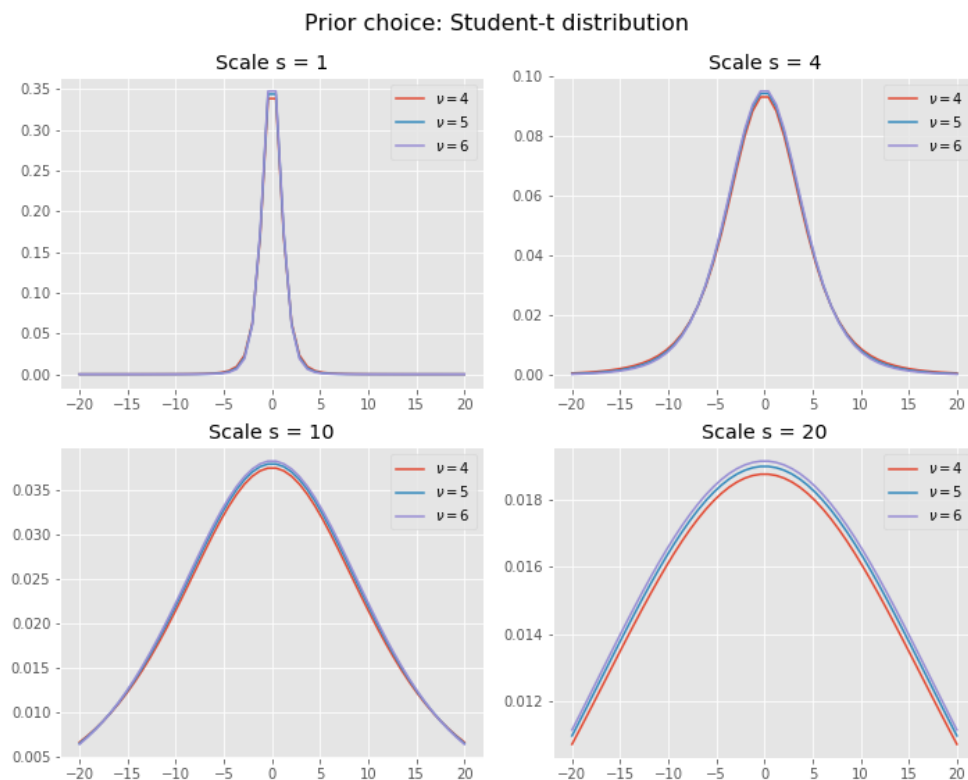 Prior choice: Student-t distribution
Scale s = 1
0.35
0.30
0.25
0.20
0.15
0.10
0.05
0.00
−20 −15 −10 −5 0 5 10 15 20
ν = 4
ν = 5
ν = 6
Scale s = 4
0.10
0.08
0.06
0.04
0.02
0.00
−20 −15 −10 −5 0 5 10 15 20
ν = 4
ν = 5
ν = 6
Scale s = 10
0.035
0.030
0.025
0.020
0.015
0.010
0.005
−20 −15 −10 −5 0 5 10 15 20
ν = 4
ν = 5
ν = 6
Scale s = 20
0.018
0.016
0.014
0.012
−20 −15 −10 −5 0 5 10 15 20
ν = 4
ν = 5
ν = 6